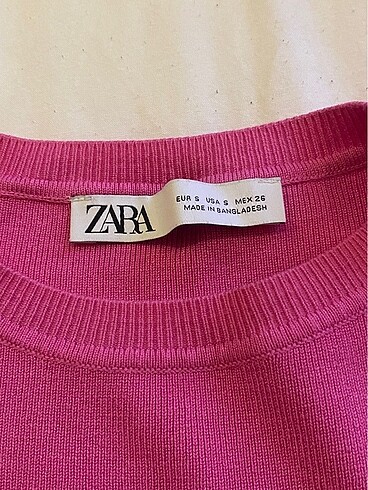 ZARA
EUR S USA S MEX 26
MADE IN BANGLADESH